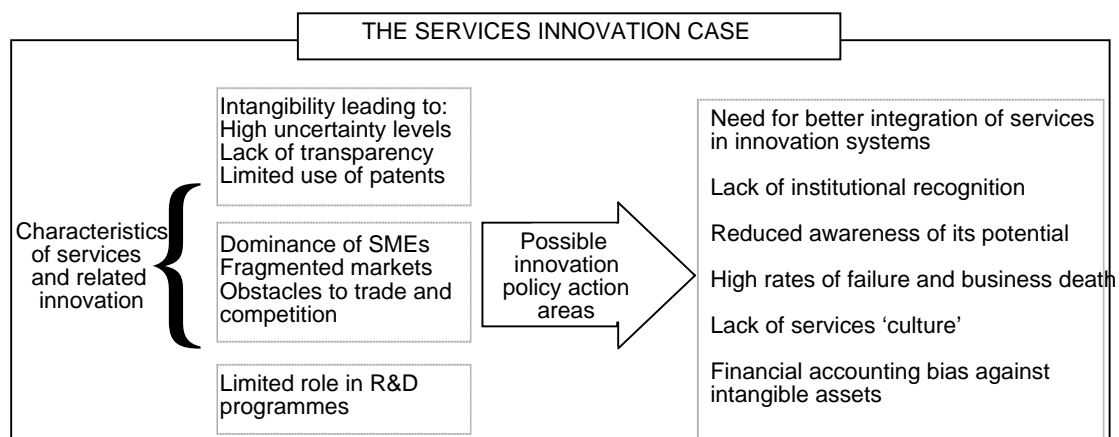 THE SERVICES INNOVATION CASE
Characteristics
of services
and related
innovation
Intangibility leading to:
High uncertainty levels
Lack of transparency
Limited use of patents
Dominance of SMEs
Fragmented markets
Obstacles to trade and
competition
Limited role in R&D
programmes
Possible
innovation
policy action
areas
Need for better integration of services
in innovation systems
Lack of institutional recognition
Reduced awareness of its potential
High rates of failure and business death
Lack of services ‘culture’
Financial accounting bias against
intangible assets